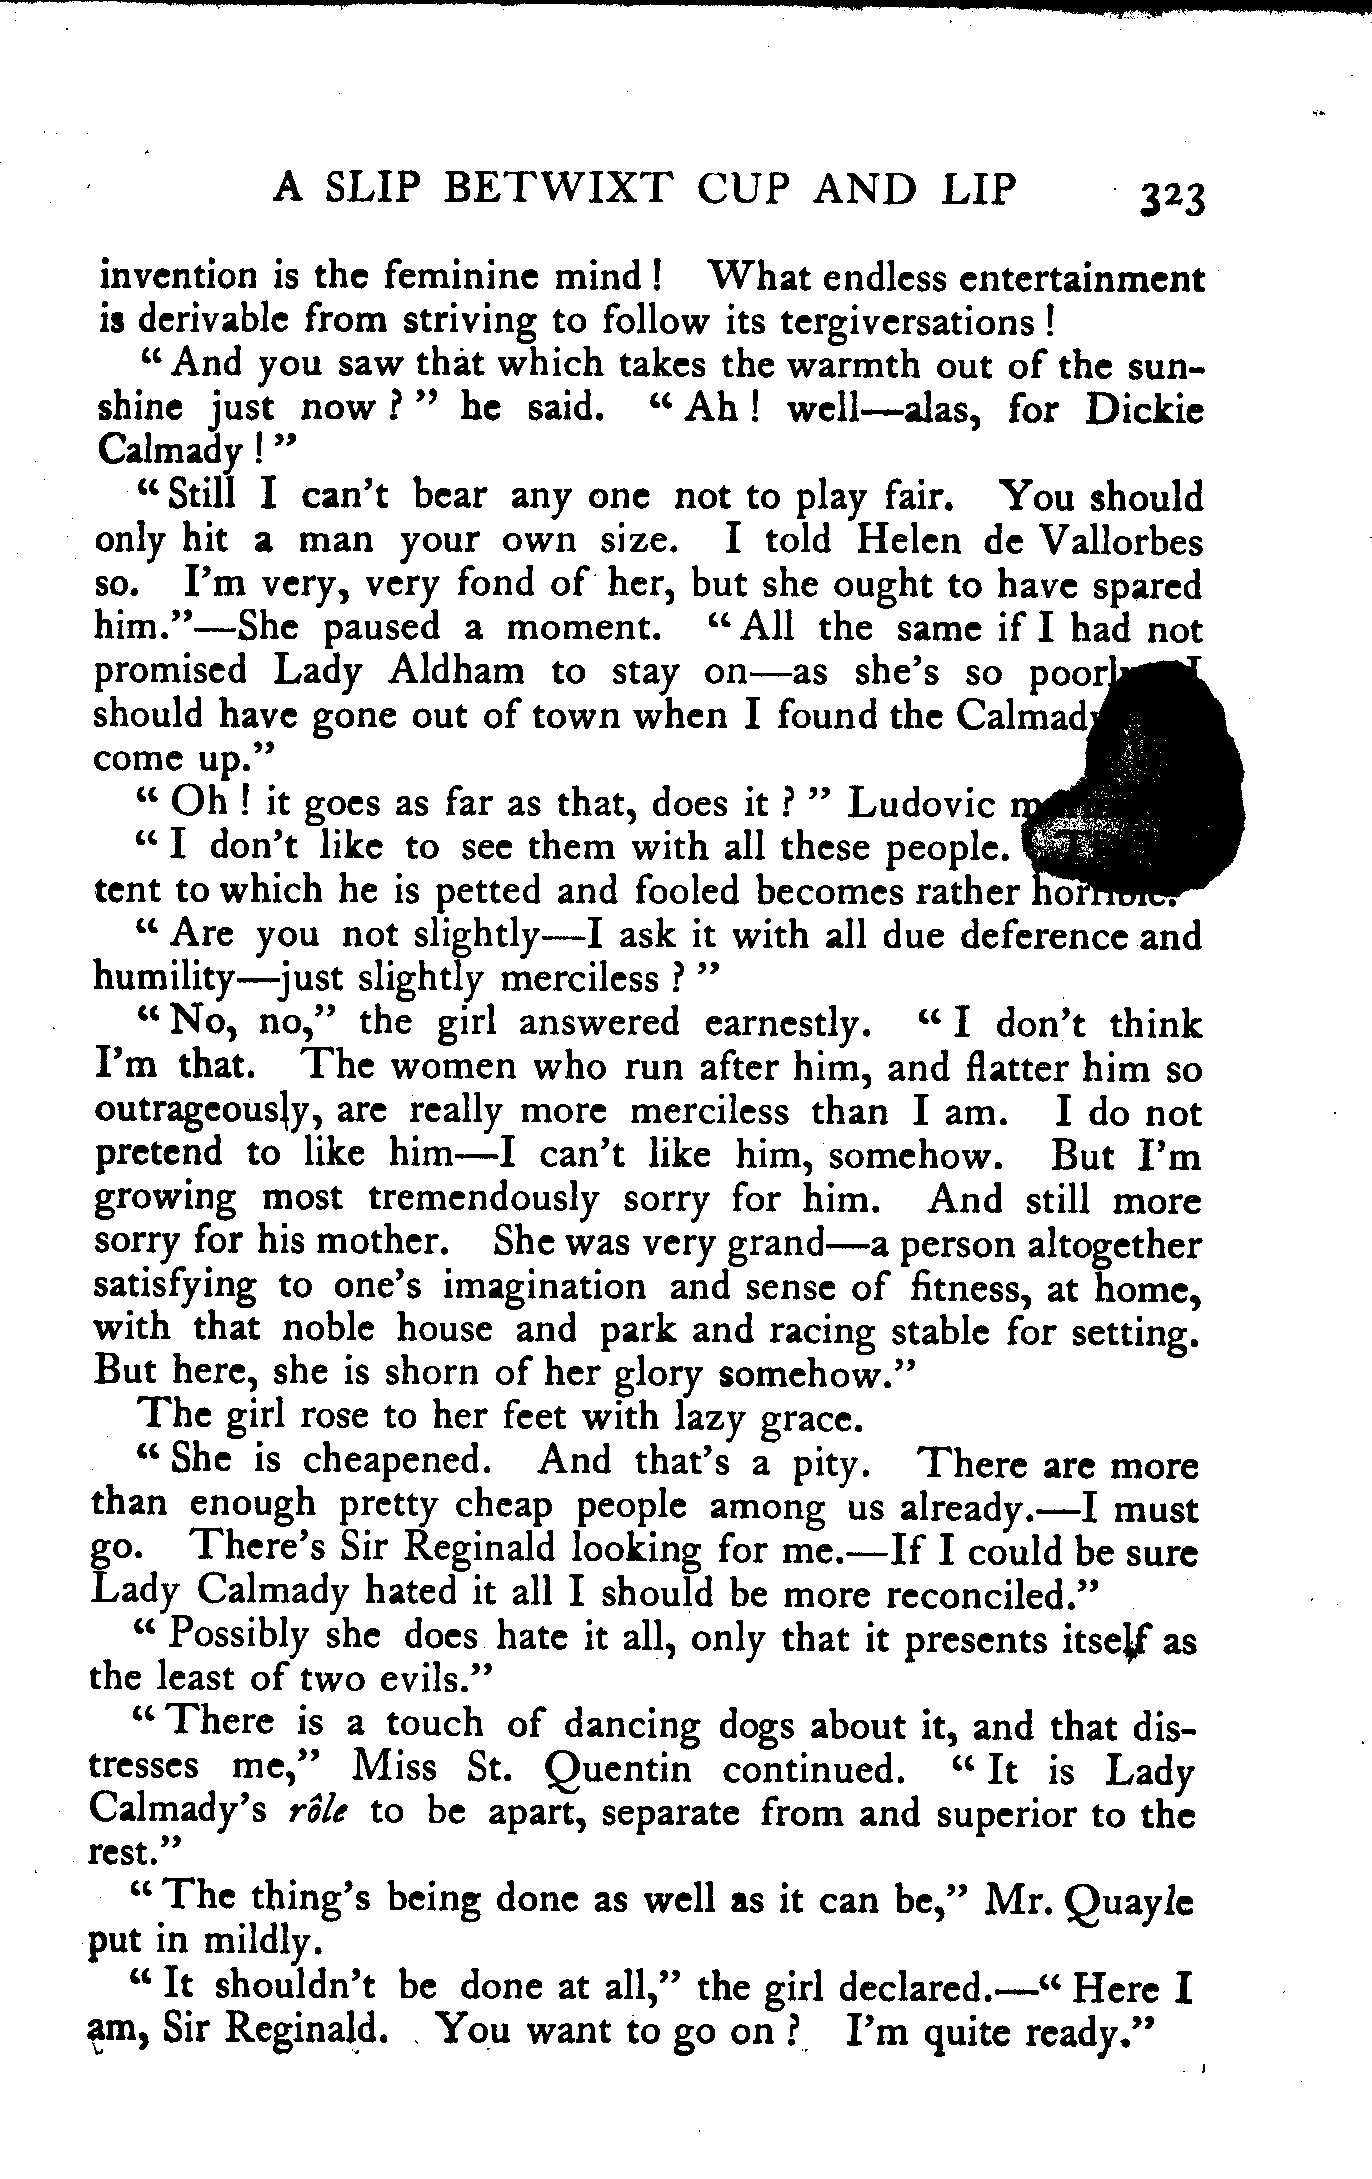 A SLIP BETWIXT CUP AND LIP 323
invention is the feminine mind ! What endless entertainment
is derivable from striving to follow its tergiversations !
“ And you saw that which takes the warmth out of the sun-
shine just now ? ” he said. “ Ah ! well—alas, for Dickie
Calmady ! ”
“ Still I can’t bear any one not to play fair. You should
only hit a man your own size. I told Helen de Vallorbes
so. I’m very, very fond of her, but she ought to have spared
him.”—She paused a moment. “ All the same if I had not
promised Lady Aldham to stay on—as she’s so I
should have gone out of town when I found the
come up.”
“ Oh ! it goes as far as that, does it ? ” Ludovic
“ I don’t like to see them with all these people.
tent to which he is petted and fooled becomes rather
“ Are you not slightly—I ask it with all due deference and
humility—just slightly merciless ? ”
“ No, no,” the girl answered earnestly. “ I don’t think
I’m that. The women who run after him, and flatter him so
outrageously, are really more merciless than I am. I do not
pretend to like him—I can’t like him, somehow. But I’m
growing most tremendously sorry for him. And still more
sorry for his mother. She was very grand—a person altogether
satisfying to one’s imagination and sense of fitness, at home,
with that noble house and park and racing stable for setting.
But here, she is shorn of her glory somehow.”
The girl rose to her feet with lazy grace.
“ She is cheapened. And that’s a pity. There are more
than enough pretty cheap people among us already.—I must
go. There’s Sir Reginald looking for me.—If I could be sure
Lady Calmady hated it all I should be more reconciled.”
“ Possibly she does hate it all, only that it presents itself as
the least of two evils.”
“ There is a touch of dancing dogs about it, and that dis-
tresses me,” Miss St. Quentin continued. “ It is Lady
Calmady’s rôle to be apart, separate from and superior to the
rest.”
“ The thing’s being done as well as it can be,” Mr. Quayle
put in mildly.
“ It shouldn’t be done at all,” the girl declared.—“ Here I
am, Sir Reginald. You want to go on ? I’m quite ready.”